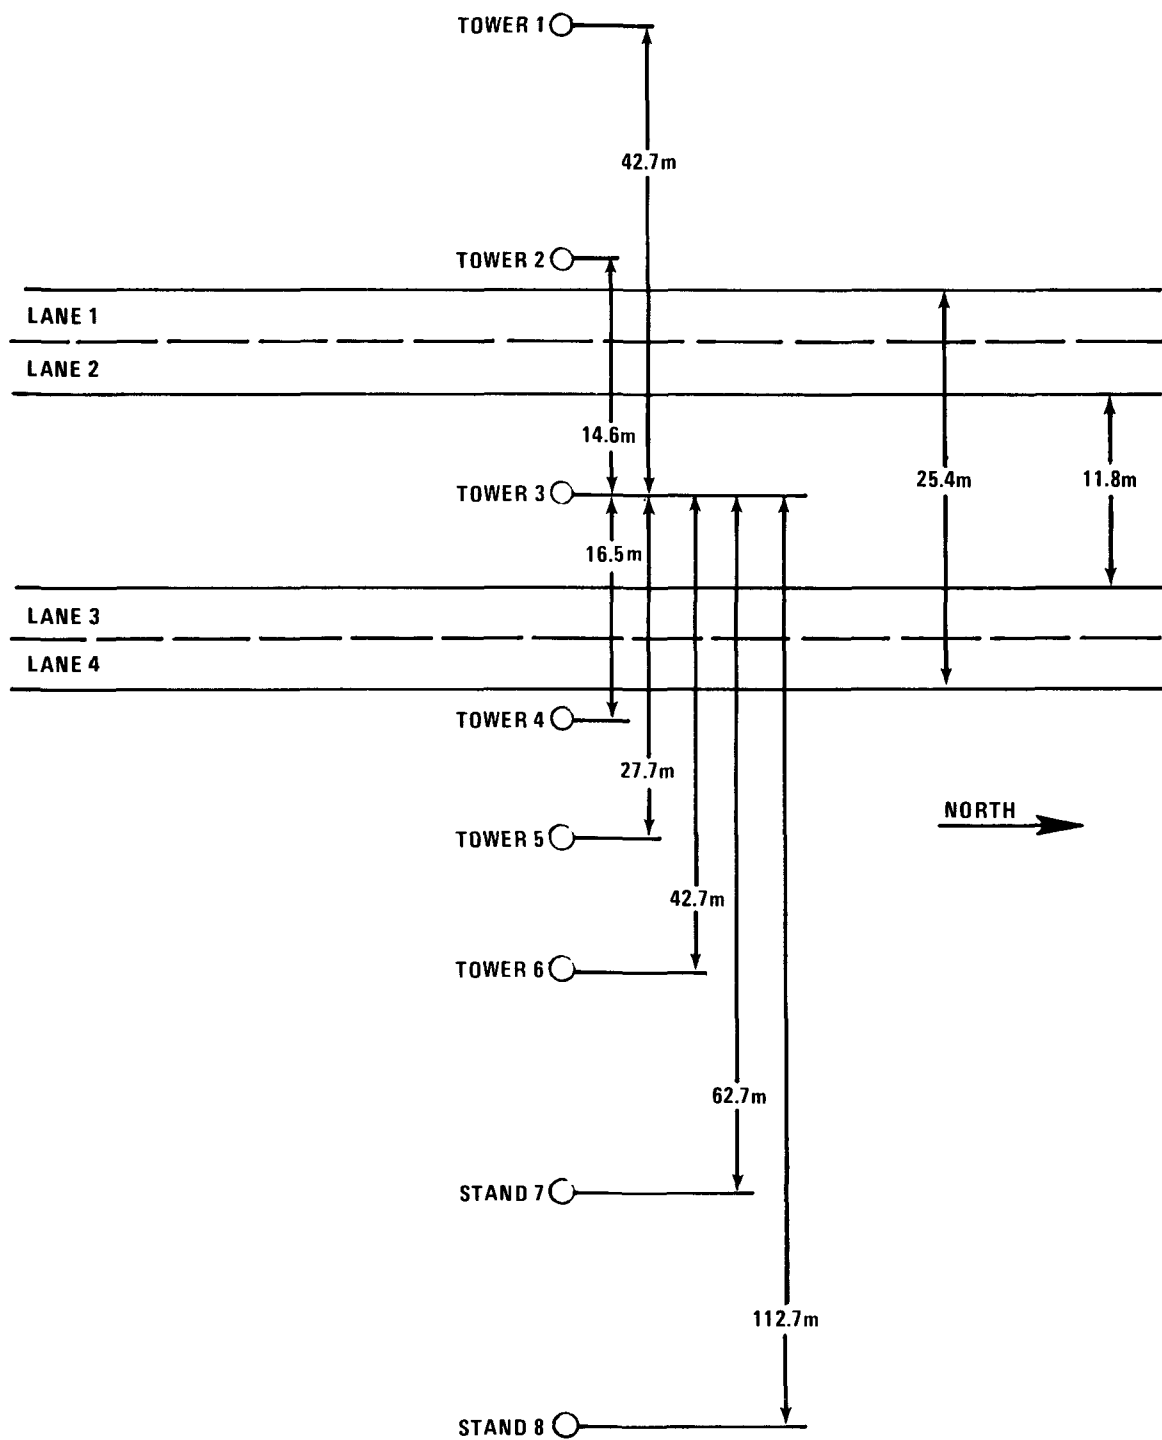 TOWER 1
42.7m
TOWER 2
LANE 1
LANE 2
14.6m
TOWER 3
25.4m
11.8m
16.5m
LANE 3
LANE 4
TOWER 4
27.7m
NORTH
TOWER 5
42.7m
TOWER 6
62.7m
STAND 7
112.7m
STAND 8